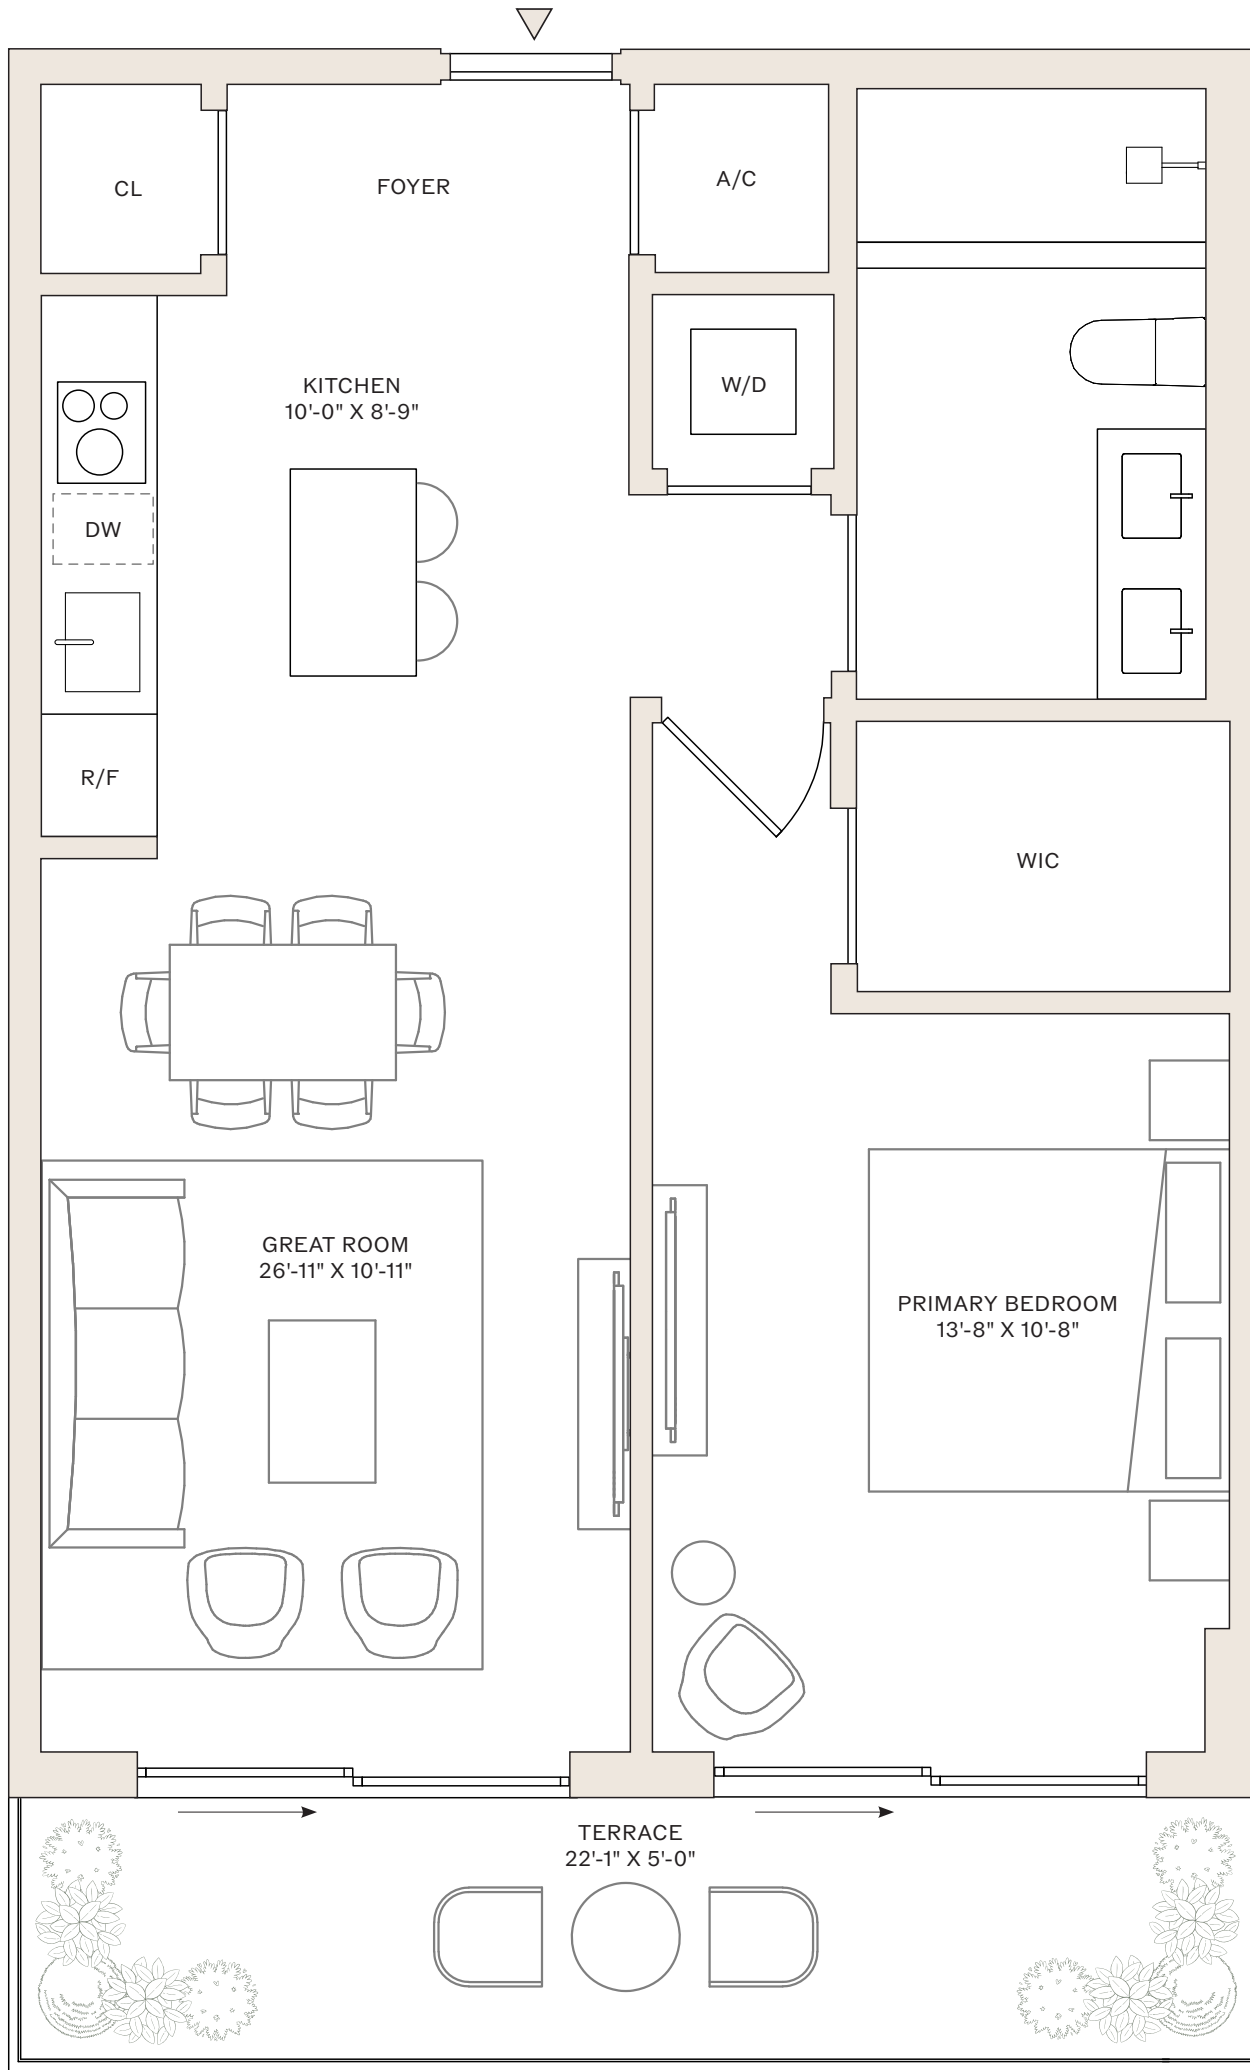 CL
FOYER
A/C
KITCHEN
10'-0" X 8'-9"
W/D
DW
R/F
WIC
GREAT ROOM
26'-11" X 10'-11"
PRIMARY BEDROOM
13'-8" X 10'-8"
TERRACE
22'-1" X 5'-0"